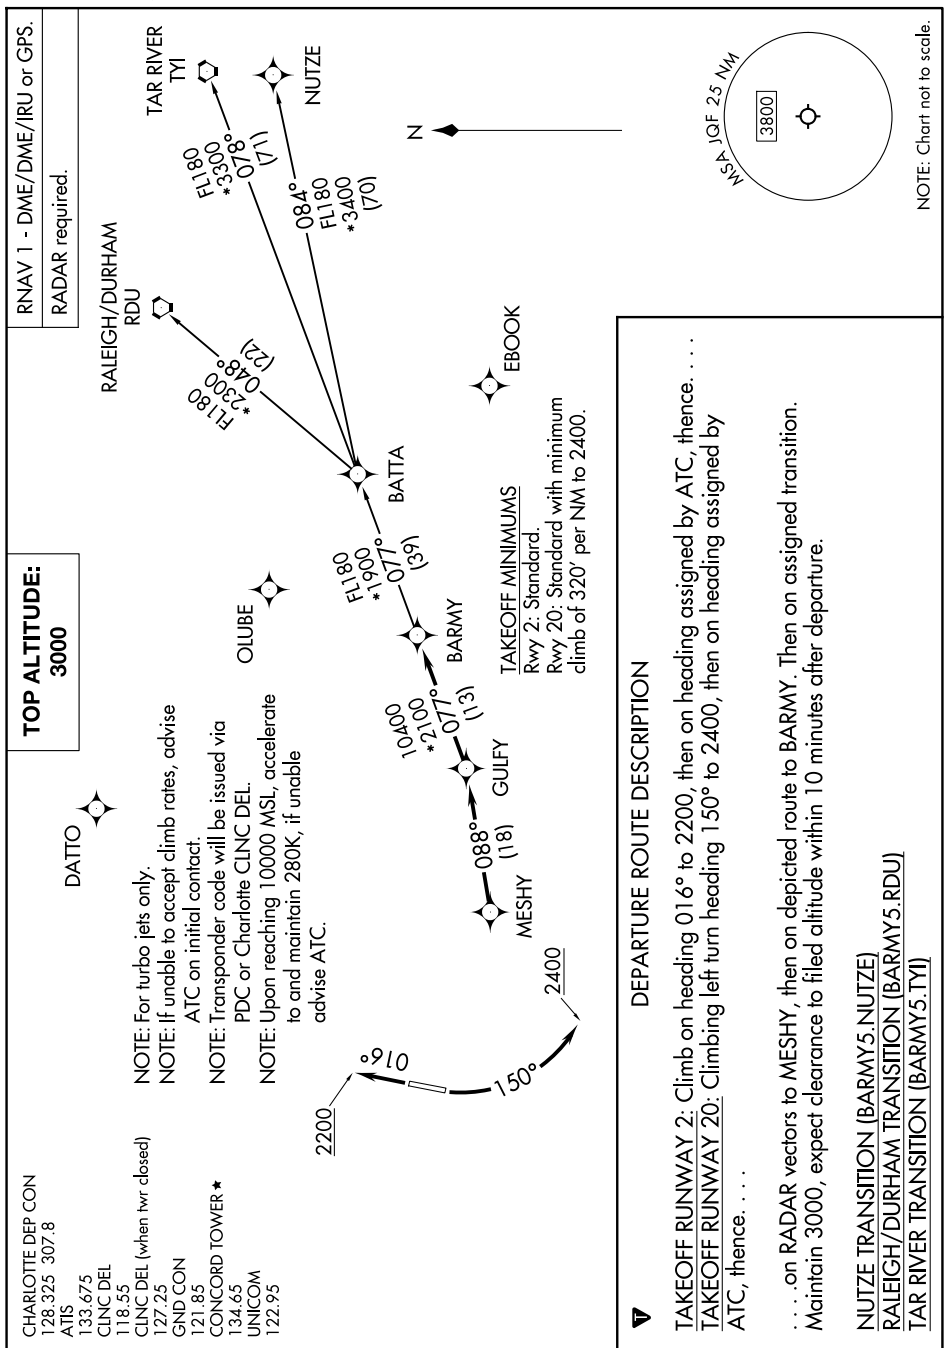 RNAV 1 - DME/DME/IRU or GPS.
RADAR required.
TOP ALTITUDE:
3000
CHARLOTTE DEP CON
128.325 307.8
ATIS
133.675
CLNC DEL
118.55
CLNC DEL (when twr closed)
127.25
GND CON
121.85
CONCORD TOWER ★
134.65
UNICOM
122.95
NOTE: For turbo jets only.
NOTE: If unable to accept climb rates, advise
ATC on initial contact.
NOTE: Transponder code will be issued via
PDC or Charlotte CLNC DEL.
NOTE: Upon reaching 10000 MSL, accelerate
to and maintain 280K, if unable
advise ATC.
DATTO
OLUBE
RALEIGH/DURHAM
RDU
TAR RIVER
TYI
NUTZE
FL180
*2300
048°
(22)
FL180
*3300
078°
(71)
084°
FL180
*3400
(70)
N
BATTA
EBOOK
FL180
*1900
077°
(39)
BARMY
10400
*2100
077°
(13)
GULFY
088°
(18)
MESHY
2200
016°
150°
2400
TAKEOFF MINIMUMS
Rwy 2: Standard.
Rwy 20: Standard with minimum
climb of 320' per NM to 2400.
MSA JQF 25 NM
3800
NOTE: Chart not to scale.
T
DEPARTURE ROUTE DESCRIPTION
TAKEOFF RUNWAY 2: Climb on heading 016° to 2200, then on heading assigned by ATC, thence. . . .
TAKEOFF RUNWAY 20: Climbing left turn heading 150° to 2400, then on heading assigned by
ATC, thence. . . .
. . . .on RADAR vectors to MESHY, then on depicted route to BARMY. Then on assigned transition.
Maintain 3000, expect clearance to filed altitude within 10 minutes after departure.
NUTZE TRANSITION (BARMY5.NUTZE)
RALEIGH/DURHAM TRANSITION (BARMY5.RDU)
TAR RIVER TRANSITION (BARMY5.TYI)